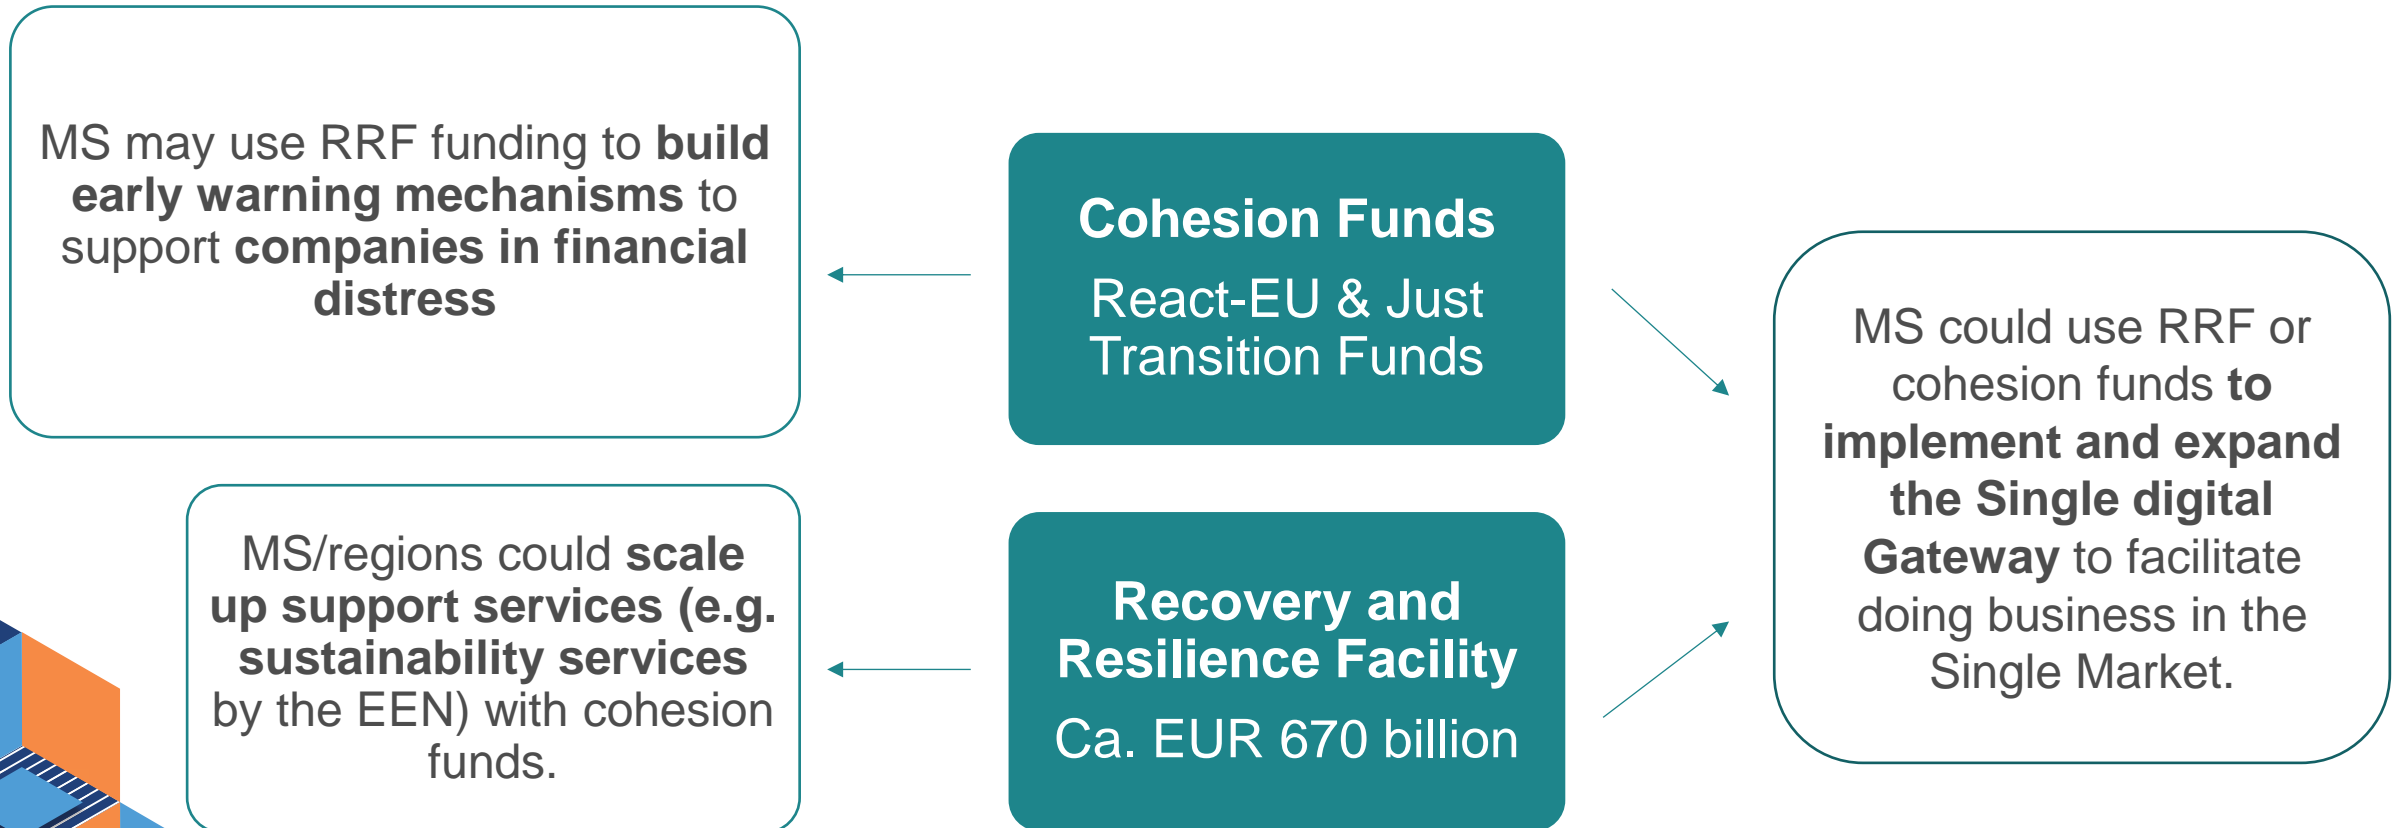 MS may use RRF funding to build
early warning mechanisms to
support companies in financial
distress
MS/regions could scale
up support services (e.g.
sustainability services
by the EEN) with cohesion
funds.
Cohesion Funds
React-EU & Just
Transition Funds
Recovery and
Resilience Facility
Ca. EUR 670 billion
MS could use RRF or
cohesion funds to
implement and expand
the Single digital
Gateway to facilitate
doing business in the
Single Market.